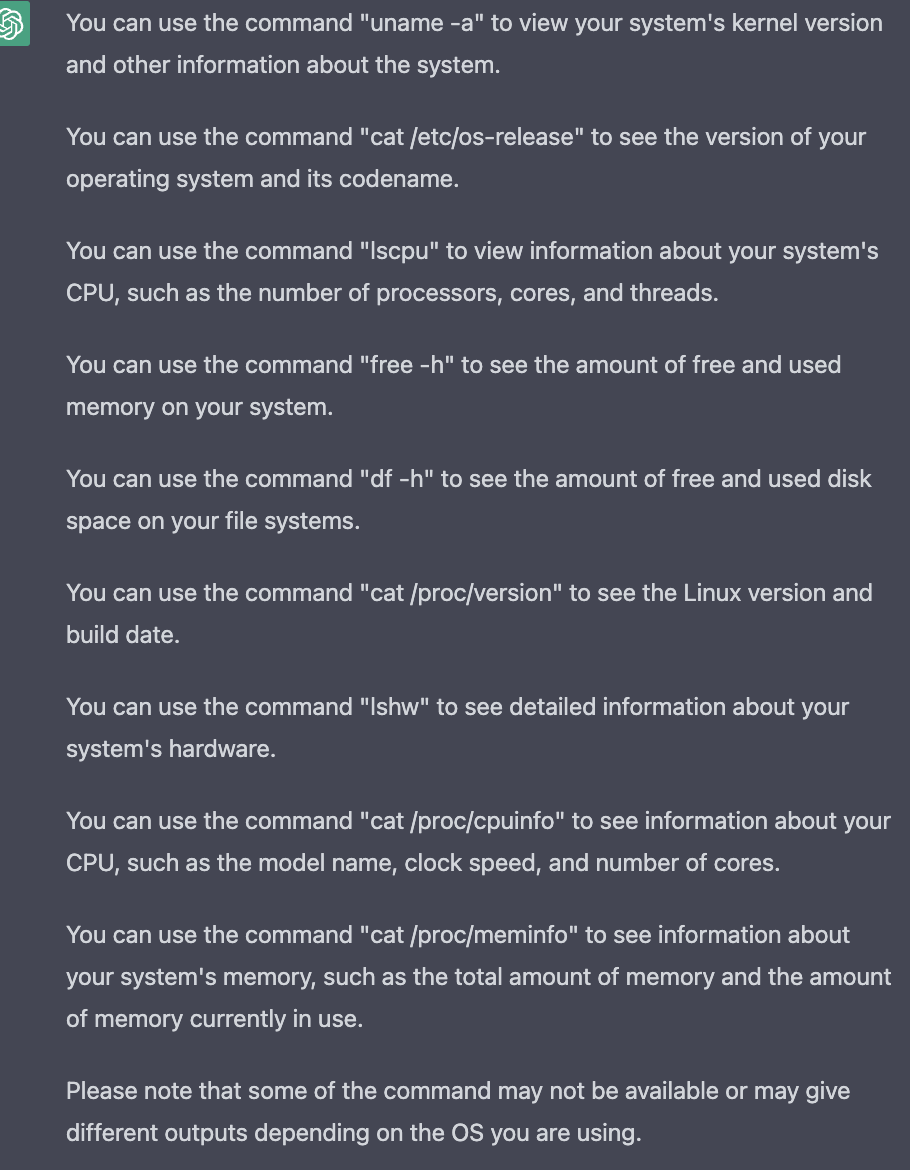 You can use the command "uname -a" to view your system's kernel version
and other information about the system.
You can use the command "cat /etc/os-release" to see the version of your
operating system and its codename.
You can use the command "lscpu" to view information about your system's
CPU, such as the number of processors, cores, and threads.
You can use the command "free -h" to see the amount of free and used
memory on your system.
You can use the command "df -h" to see the amount of free and used disk
space on your file systems.
You can use the command "cat /proc/version" to see the Linux version and
build date.
You can use the command "lshw" to see detailed information about your
system's hardware.
You can use the command "cat /proc/cpuinfo" to see information about your
CPU, such as the model name, clock speed, and number of cores.
You can use the command "cat /proc/meminfo" to see information about
your system's memory, such as the total amount of memory and the amount
of memory currently in use.
Please note that some of the command may not be available or may give
different outputs depending on the OS you are using.